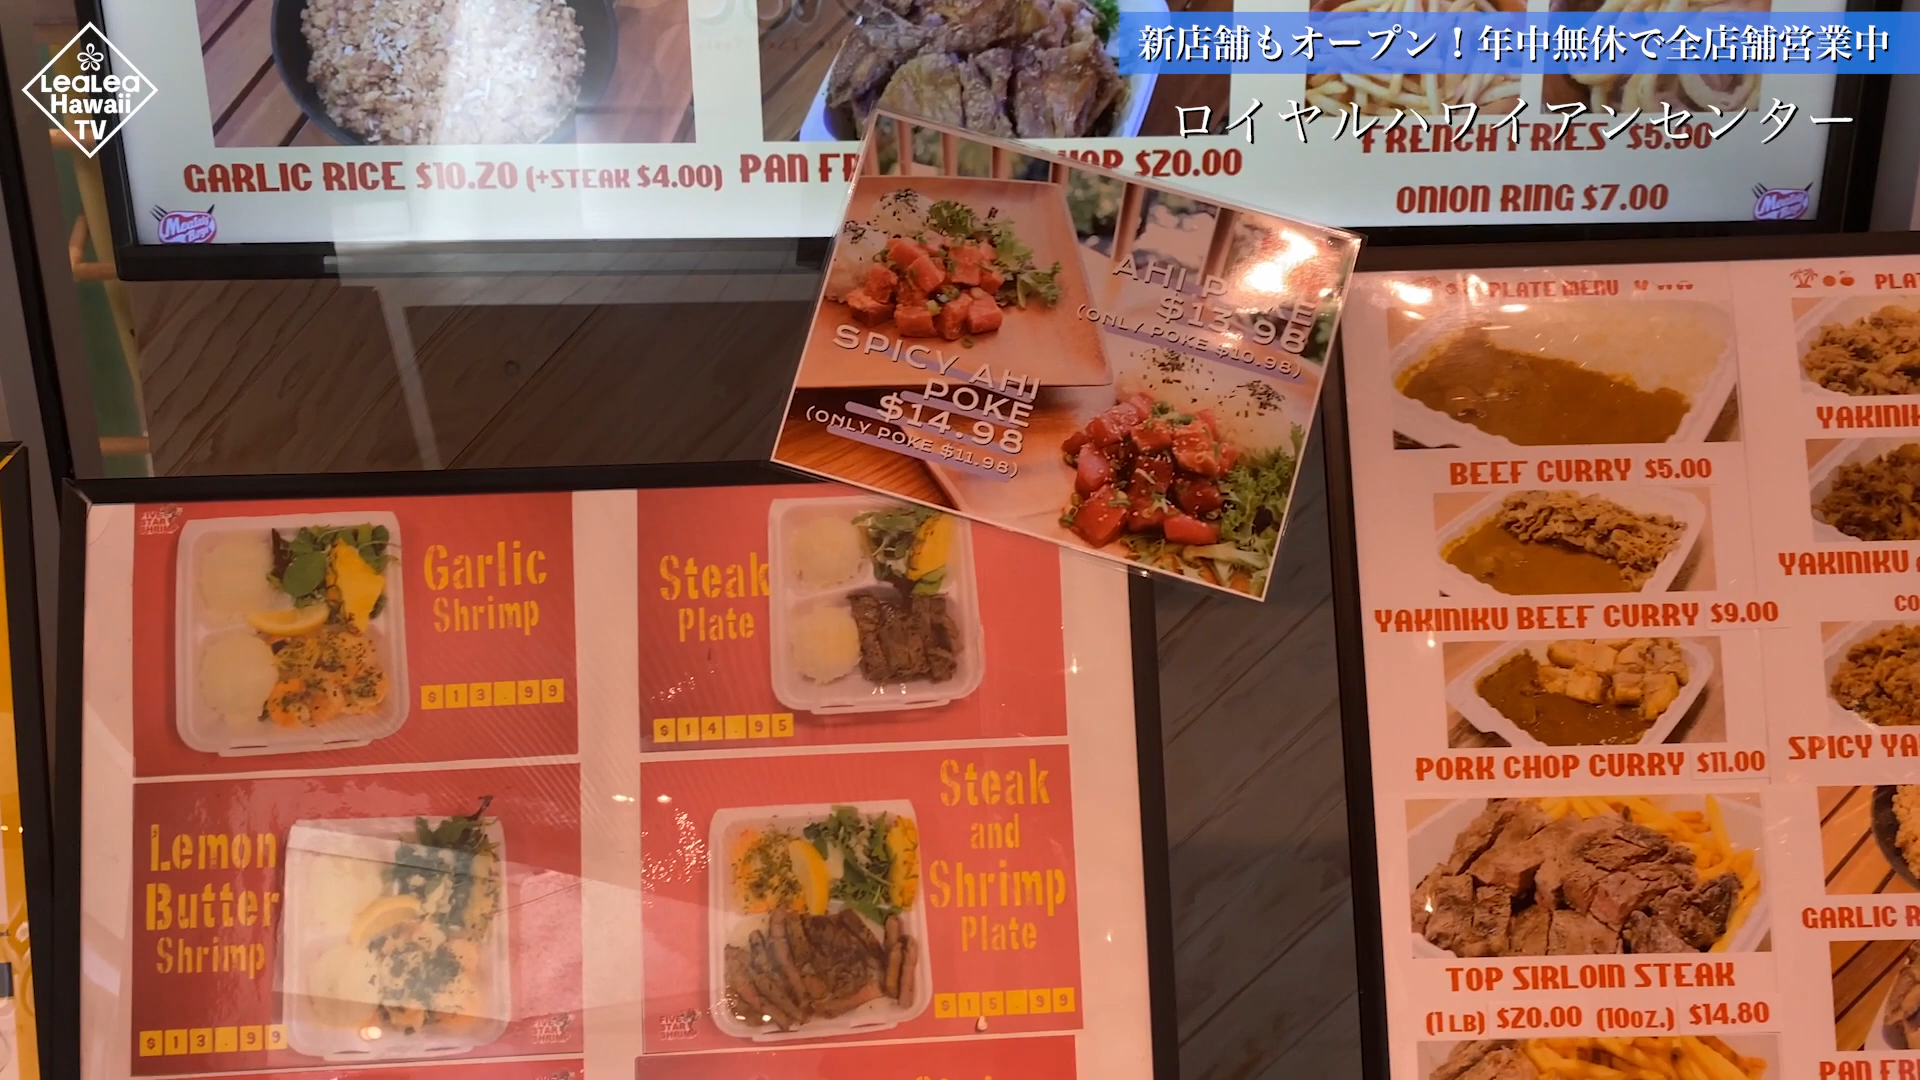 LeaLea
Hawaii
TV
新店舗もオープン！年中無休で全店舗営業中
ロイヤルハワイアンセンター
GARLIC RICE $10.20 (+STEAK $4.00)
PAN
$20.00
FRENCH FRIES $5.00
ONION RING $7.00
AHI POKE
$13.98
(ONLY POKE $10.98)
SPICY AHI
POKE
$14.98
(ONLY POKE $11.98)
FIVE
STAR
SHRIMP
Garlic
Shrimp
$13.99
Steak
Plate
$14.95
Lemon
Butter
Shrimp
$13.99
Steak
and
Shrimp
Plate
$15.99
PLATE MENU
BEEF CURRY $5.00
YAKINIKU BEEF CURRY $9.00
PORK CHOP CURRY $11.00
TOP SIRLOIN STEAK
(1 LB) $20.00 (10oz.) $14.80
YAKINIKU
SPICY
GARLIC
PAN